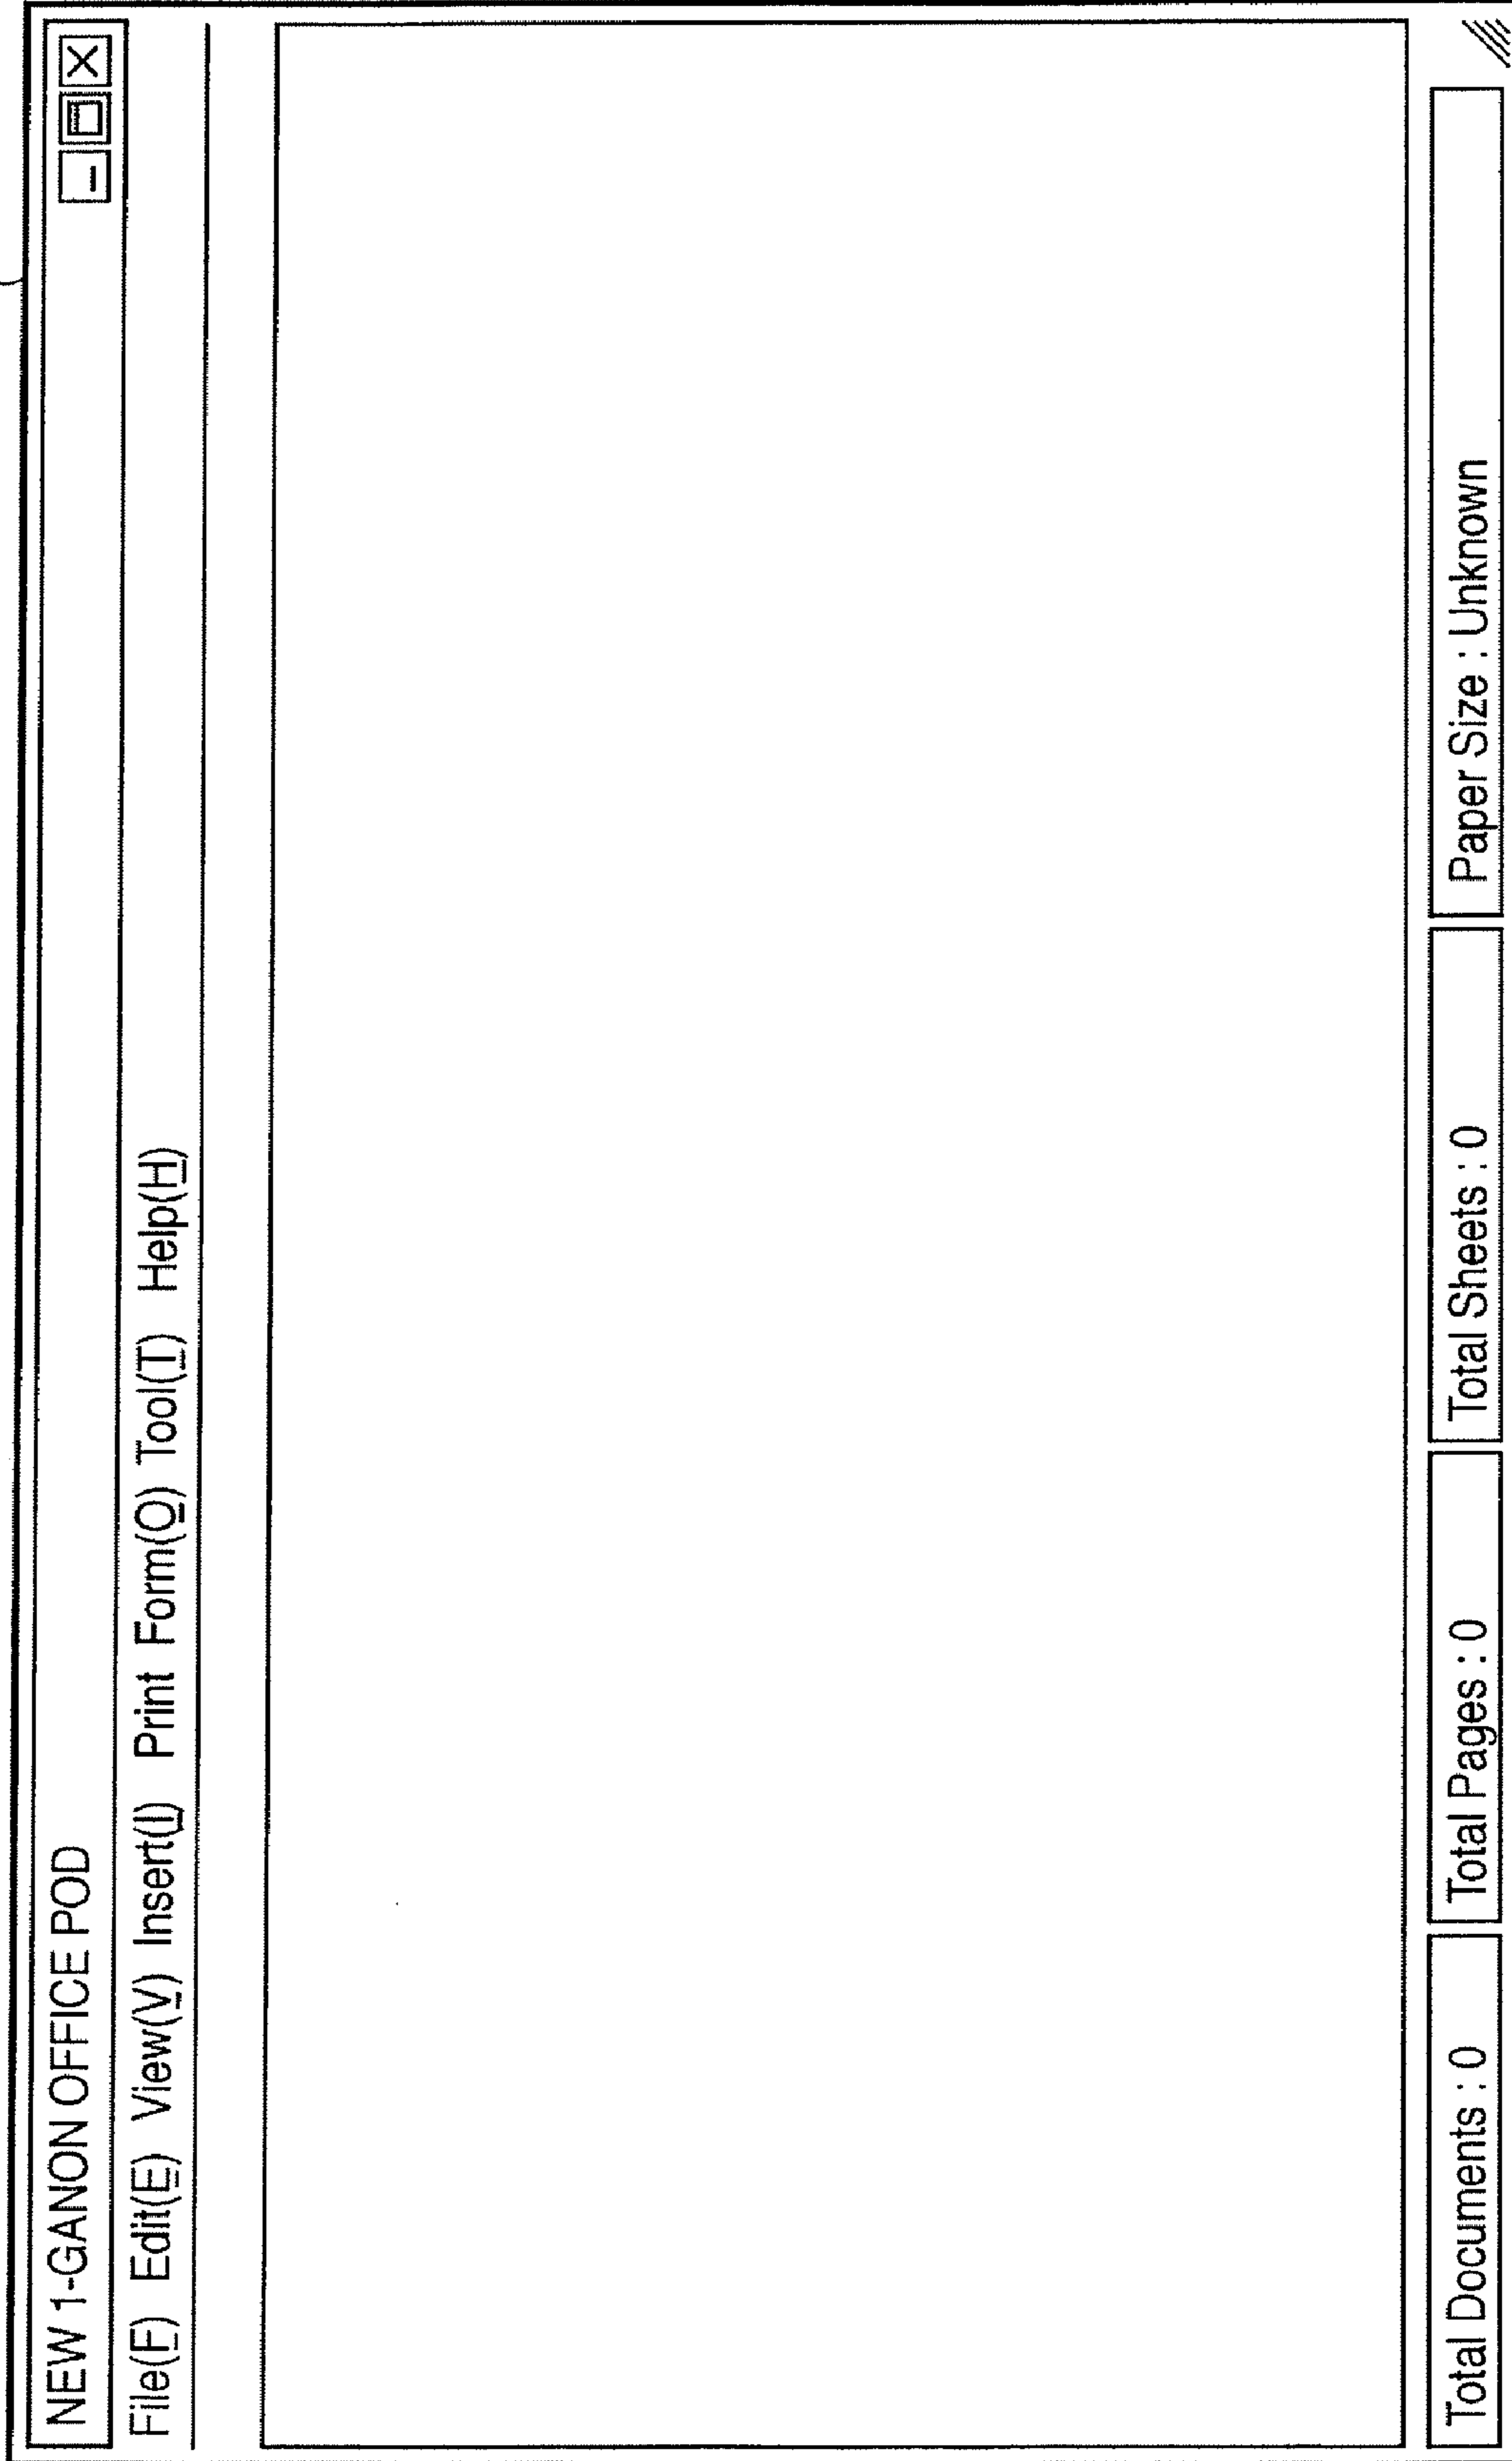 NEW 1-GANON OFFICE POD
File(F) Edit(E) View(V) Insert(I) Print Form(O) Tool(T) Help(H)
Total Documents : 0 Total Pages : 0 Total Sheets : 0 Paper Size : Unknown